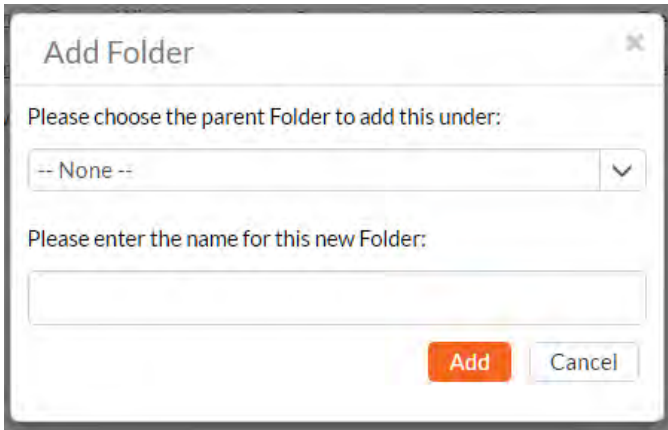 Add Folder
Please choose the parent Folder to add this under:
-- None --
Please enter the name for this new Folder:
Add Cancel